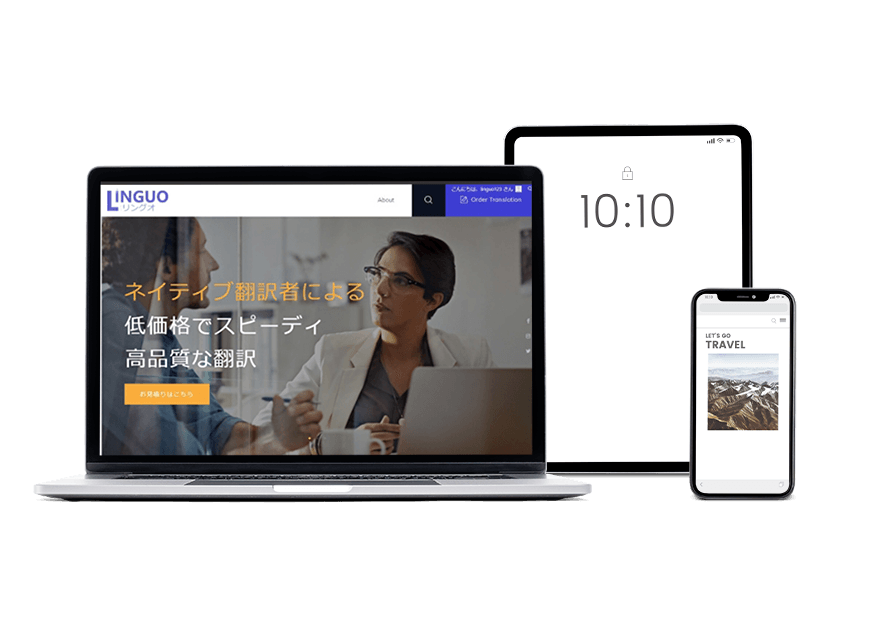 LINGUO
リングオ
About
こんにちは、linguo123 さん
Order Translation
ネイティブ翻訳者による
低価格でスピーディ
高品質な翻訳
お見積りはこちら
10:10
LET'S GO
TRAVEL